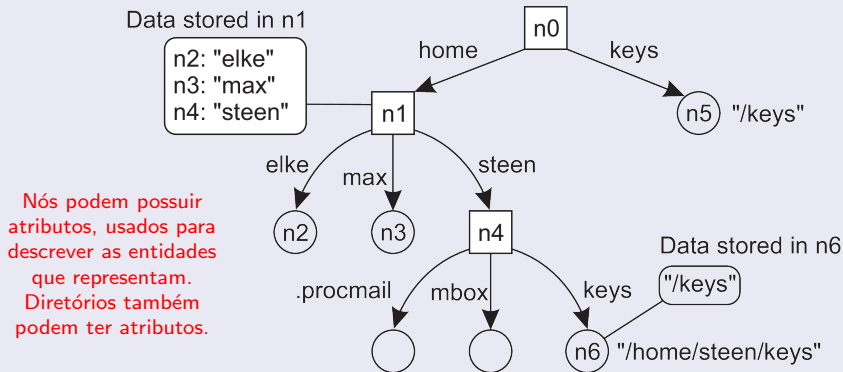 Data stored in n1
n0
n2: "elke"
n3: "max"
n4: "steen"
home
keys
n1
n5
"/keys"
elke
max
steen
Nós podem possuir
atributos, usados para
descrever as entidades
que representam.
Diretórios também
podem ter atributos.
n2
n3
n4
Data stored in n6
"/keys"
.procmail
mbox
keys
n6
"/home/steen/keys"